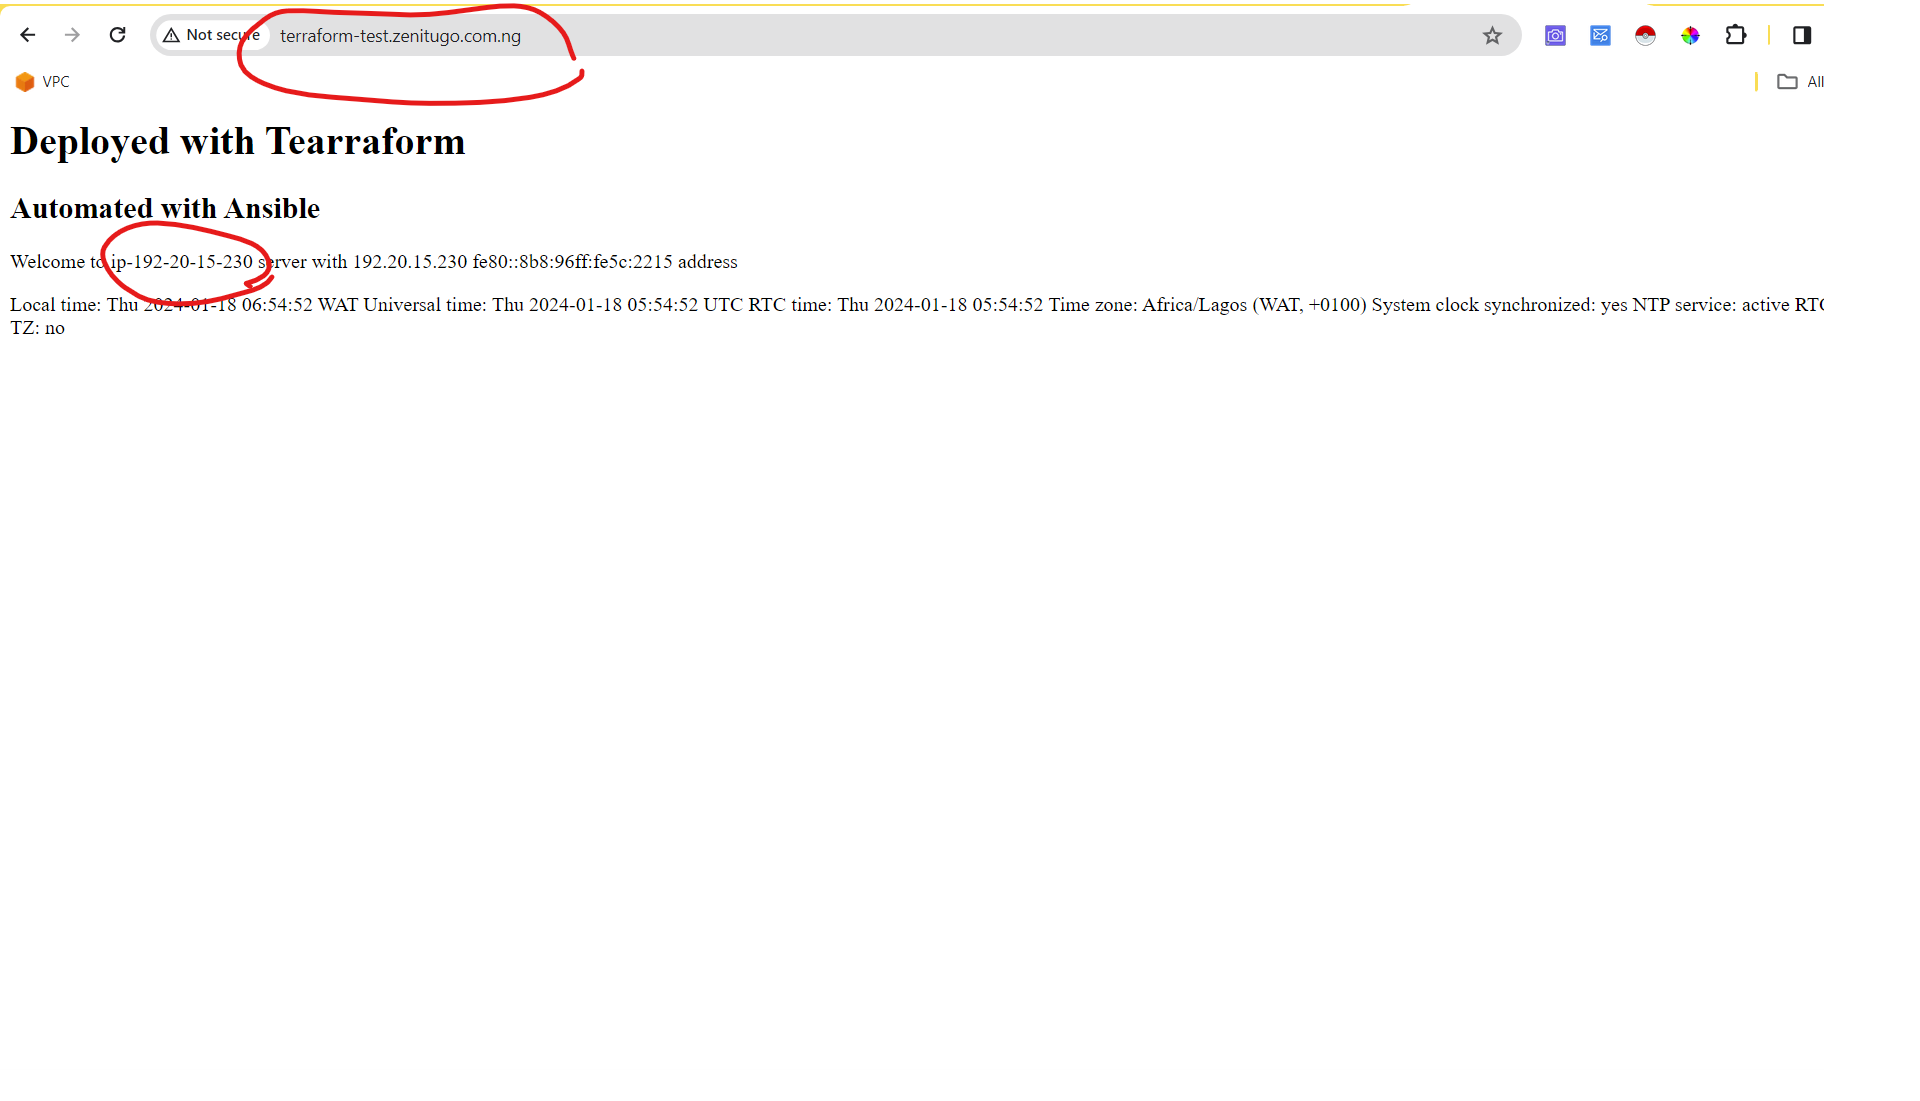 Not secure terraform-test.zenitugo.com.ng
VPC All
Deployed with Tearraform
Automated with Ansible
Welcome to ip-192-20-15-230 server with 192.20.15.230 fe80::8b8:96ff:fe5c:2215 address
Local time: Thu 2024-01-18 06:54:52 WAT Universal time: Thu 2024-01-18 05:54:52 UTC RTC time: Thu 2024-01-18 05:54:52 Time zone: Africa/Lagos (WAT, +0100) System clock synchronized: yes NTP service: active RTC
TZ: no